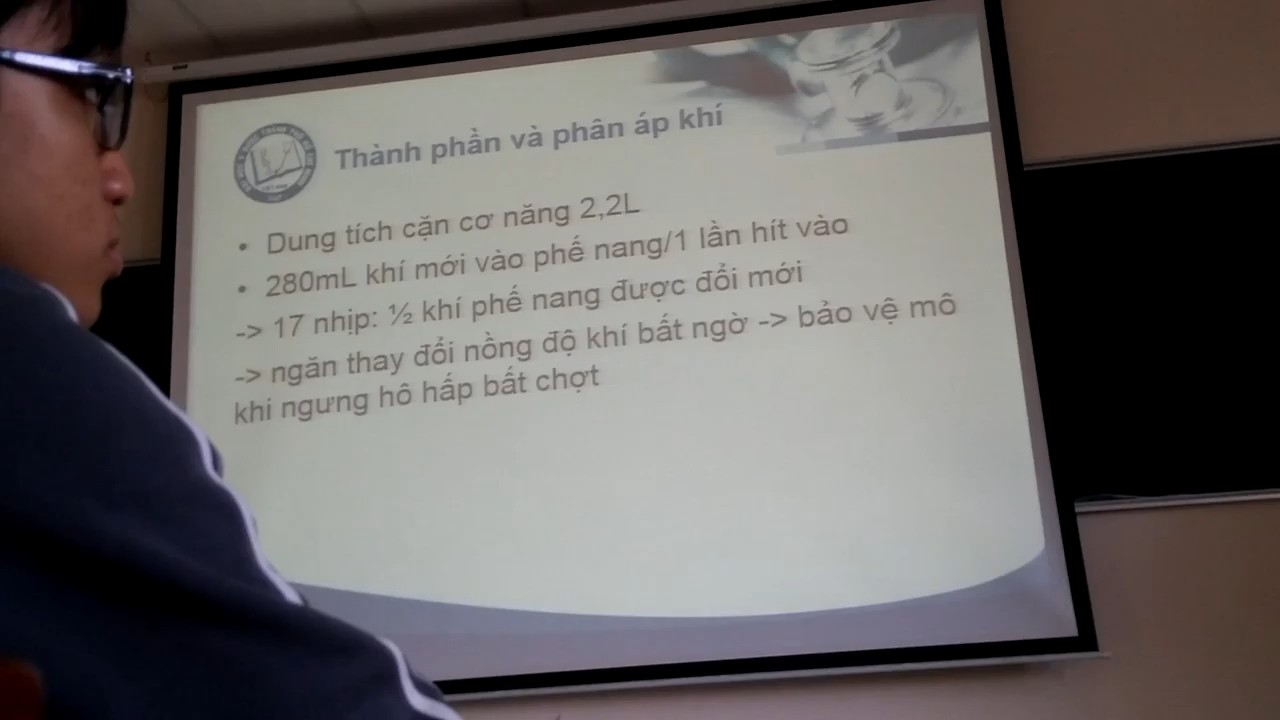 Thành phần và phân áp khí
• Dung tích cặn cơ năng 2,2L
• 280mL khí mới vào phế nang/1 lần hít vào
-> 17 nhịp: ½ khí phế nang được đổi mới
-> ngăn thay đổi nồng độ khí bất ngờ -> bảo vệ mô
khi ngưng hô hấp bất chợt